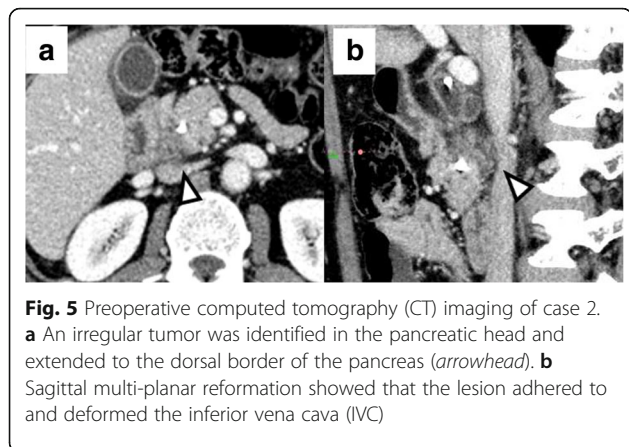 a
b
Fig. 5 Preoperative computed tomography (CT) imaging of case 2.
a An irregular tumor was identified in the pancreatic head and
extended to the dorsal border of the pancreas (arrowhead). b
Sagittal multi-planar reformation showed that the lesion adhered to
and deformed the inferior vena cava (IVC)